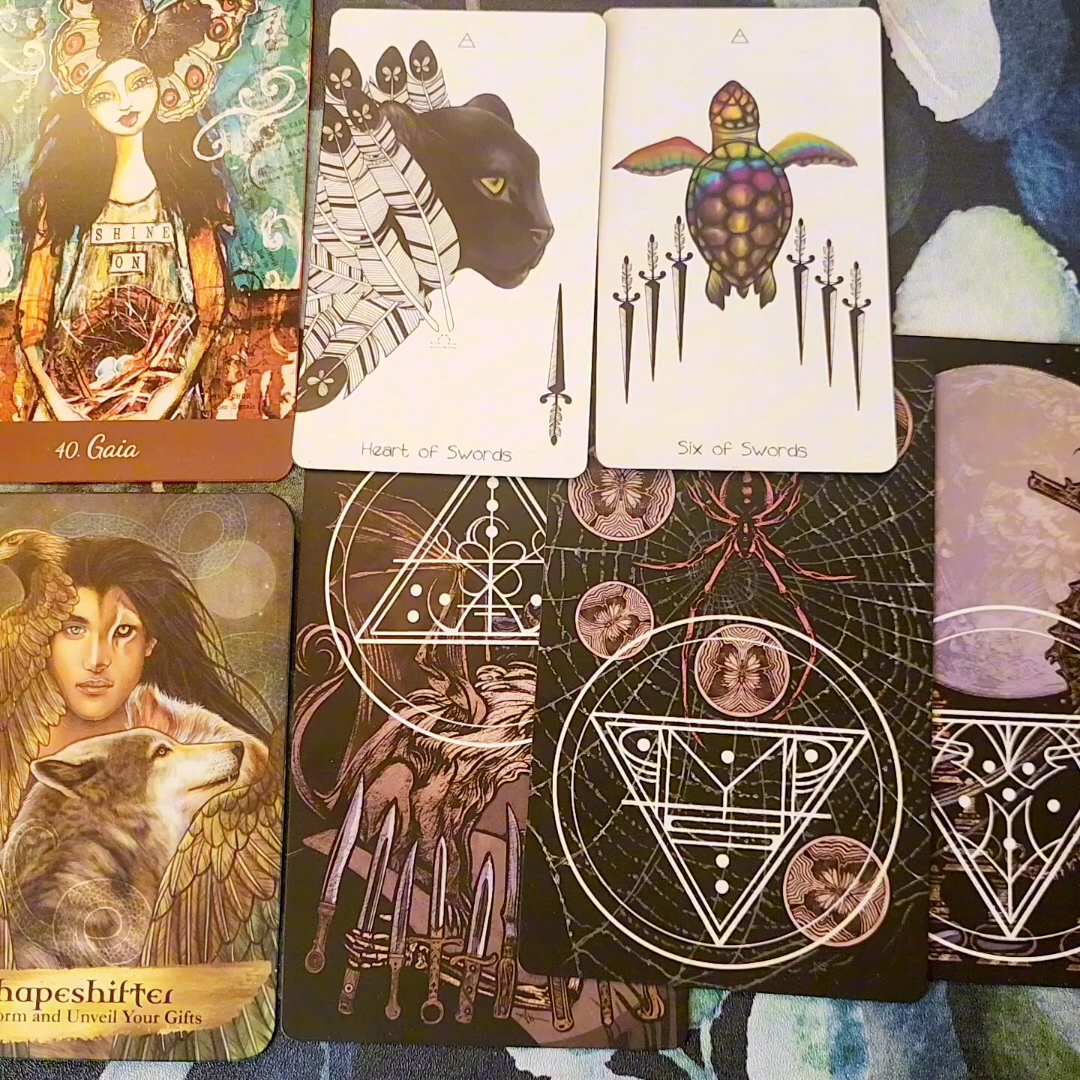 SHINE
ON
40. Gaia
Heart of Swords
Six of Swords
hapeshifter
orm and Unveil Your Gifts